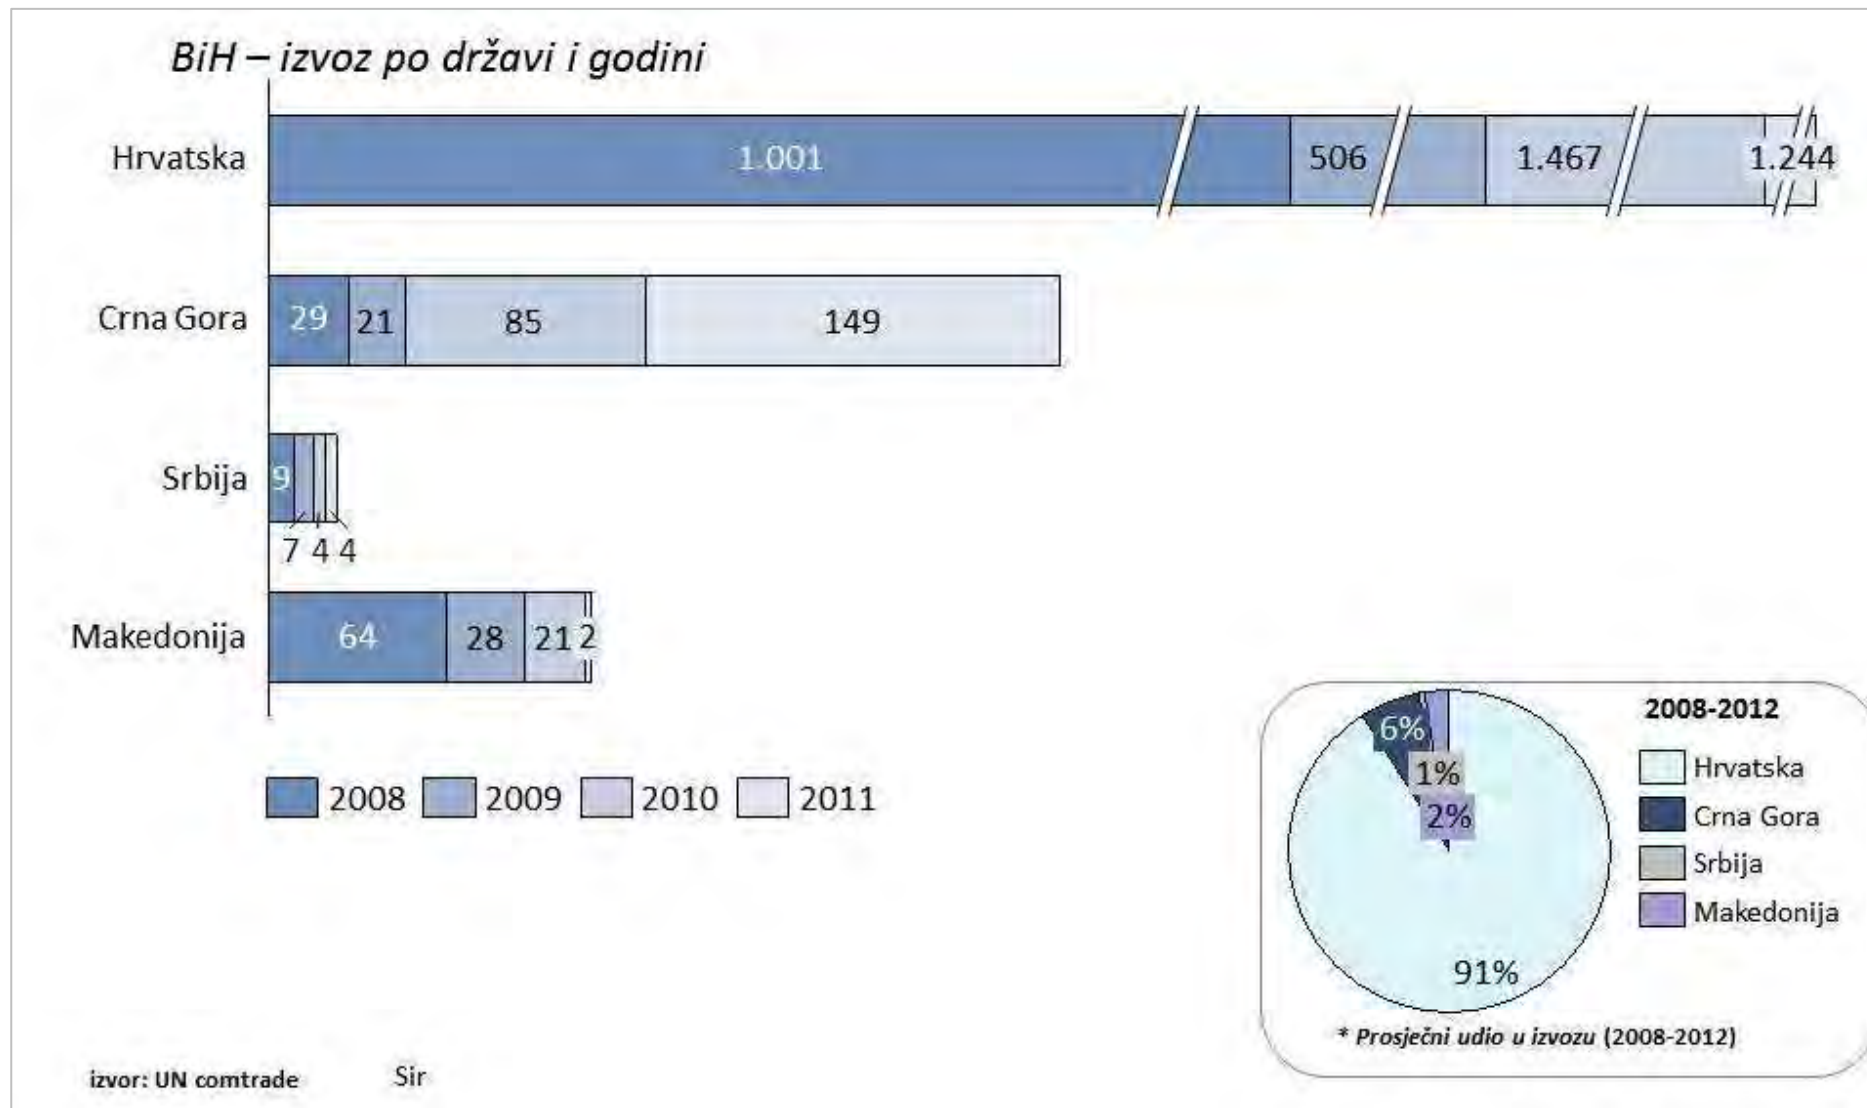 BiH – izvoz po državi i godini
Hrvatska 1.001 506 1.467 1.244
Crna Gora 29 21 85 149
Srbija 9
7 4 4
Makedonija 64 28 21 2
2008 2009 2010 2011
2008-2012
Hrvatska
Crna Gora
Srbija
Makedonija
6%
1%
2%
91%
* Prosječni udio u izvozu (2008-2012)
izvor: UN comtrade Sir